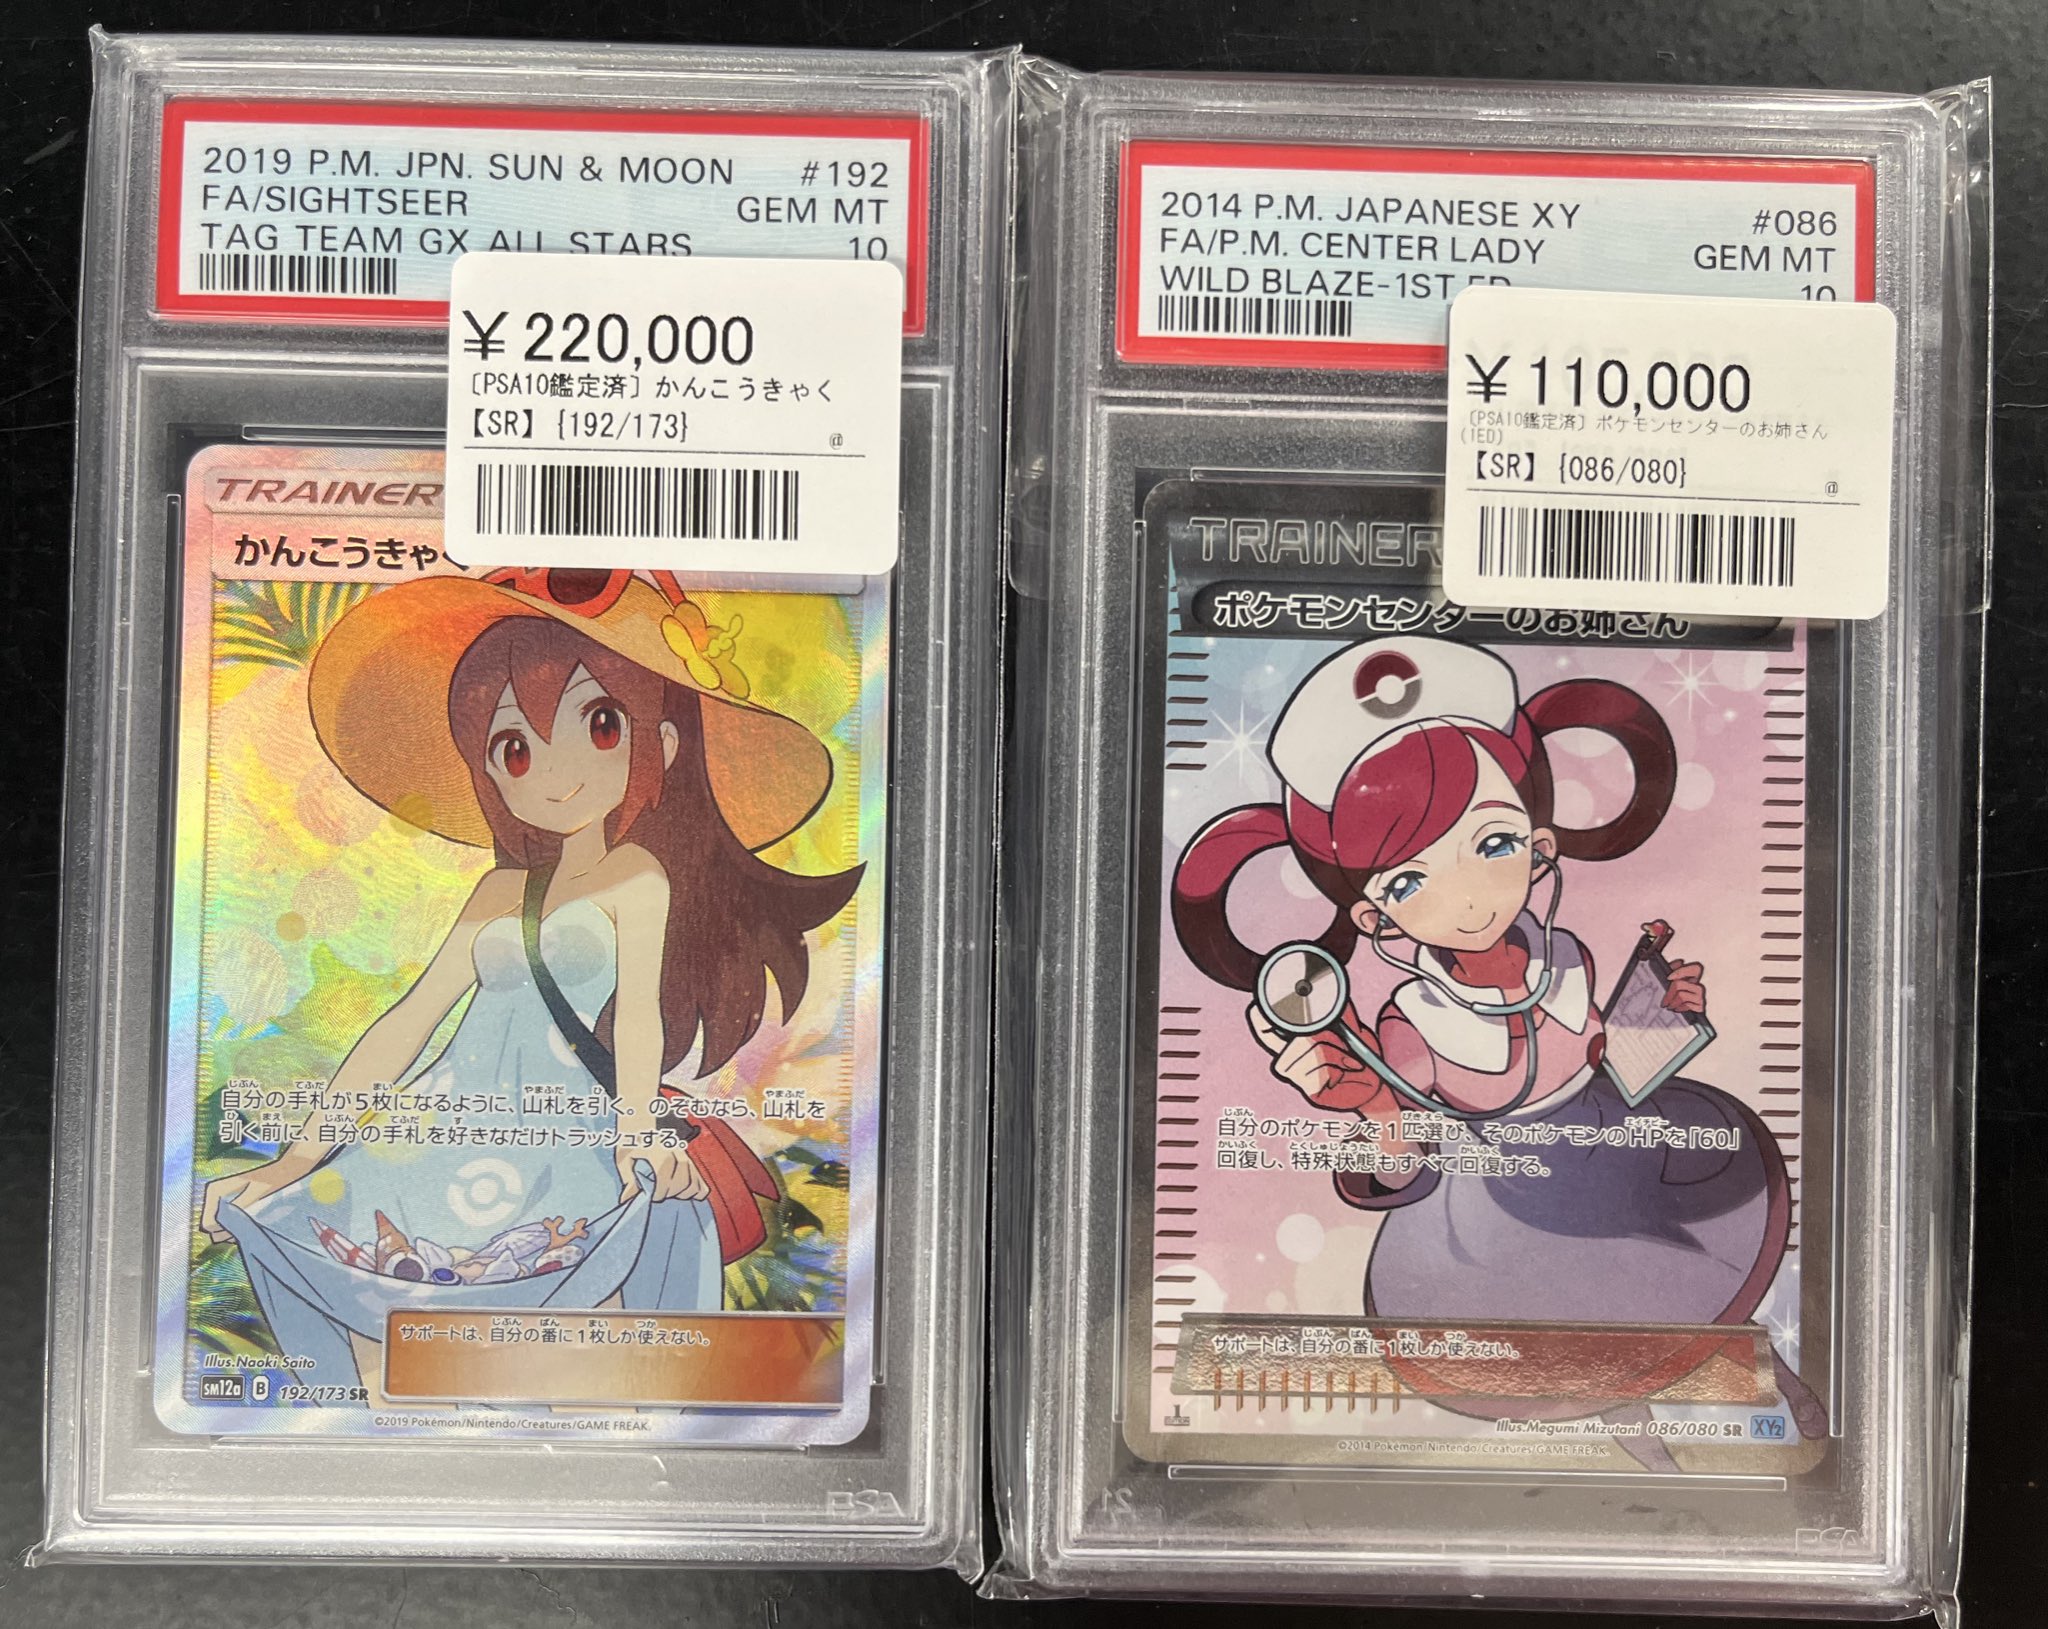 2019 P.M. JPN. SUN & MOON #192
FA/SIGHTSEER GEM MT
TAG TEAM GX ALL STARS 10
¥220,000
〔PSA10鑑定済〕かんこうきゃく
【SR】{192/173}
@
TRAINER
かんこうきゃく
自分の手札が5枚になるように、山札を引く。のぞむなら、山札を
引く前に、自分の手札を好きなだけトラッシュする。
サポートは、自分の番に1枚しか使えない。
Illus.Naoki Saito
SM12a B 192/173 SR
©2019 Pokémon/Nintendo/Creatures/GAME FREAK.
PSA
2014 P.M. JAPANESE XY #086
FA/P.M. CENTER LADY GEM MT
WILD BLAZE-1ST ED 10
¥110,000
〔PSA10鑑定済〕ポケモンセンターのお姉さん
(1ED)
【SR】{086/080}
@
TRAINER
ポケモンセンターのお姉さん
自分のポケモンを1匹選び、そのポケモンのHPを「60」
回復し、特殊状態もすべて回復する。
サポートは、自分の番に1枚しか使えない。
1 EDITION Illus.Megumi Mizutani 086/080 SR XY2
©2014 Pokémon/Nintendo/Creatures/GAME FREAK.
PSA